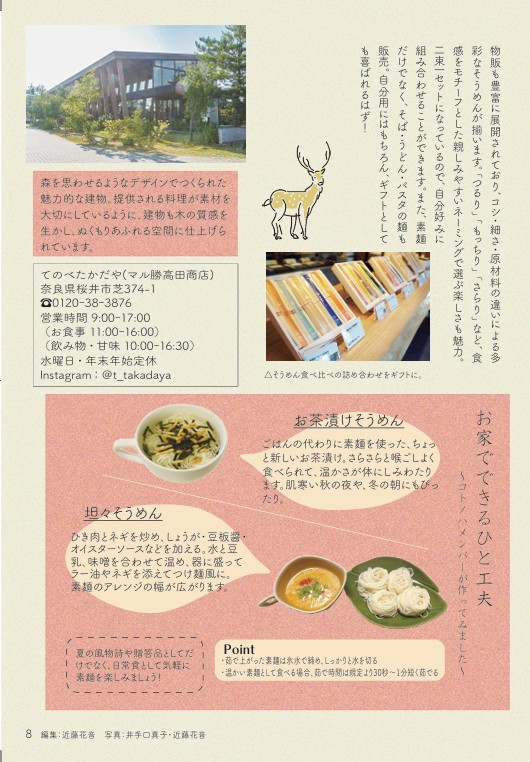 物販も豊富に展開されており、コシ・細さ・原材料の違いによる多
彩なそうめんが揃います。「つるり」「もっちり」「さらり」など、食
感をモチーフとした親しみやすいネーミングで選ぶ楽しさも魅力。
二束一セットになっているので、自分好みに
組み合わせることができます。また、素麺
だけでなく、そば・うどん・パスタの麺も
販売。自分用にはもちろん、ギフトとして
も喜ばれるはず！
森を思わせるようなデザインでつくられた
魅力的な建物。提供される料理が素材を
大切にしているように、建物も木の質感を
生かし、ぬくもりあふれる空間に仕上げら
れています。
てのべたかだや(マル勝高田商店)
奈良県桜井市芝374-1
☎0120-38-3876
営業時間 9:00-17:00
（お食事 11:00-16:00）
（飲み物・甘味 10:00-16:30）
水曜日・年末年始定休
Instagram：@t_takadaya
△そうめん食べ比べの詰め合わせをギフトに。
お家でできるひと工夫
〜コトノハメンバーが作ってみました〜
お茶漬けそうめん
ごはんの代わりに素麺を使った、ちょっ
と新しいお茶漬け。さらさらと喉ごしよく
食べられて、温かさが体にしみわたり
ます。肌寒い秋の夜や、冬の朝にもぴっ
たり。
坦々そうめん
ひき肉とネギを炒め、しょうが・豆板醤・
オイスターソースなどを加える。水と豆
乳、味噌を合わせて温め、器に盛って
ラー油やネギを添えてつけ麺風に。
素麺のアレンジの幅が広がります。
夏の風物詩や贈答品としてだ
けでなく、日常食として気軽に
素麺を楽しみましょう！
Point
・茹で上がった素麺は氷水で締め、しっかりと水を切る
・温かい素麺として食べる場合、茹で時間は規定より30秒〜1分短く茹でる
8 編集：近藤花音 写真：井手口真子・近藤花音